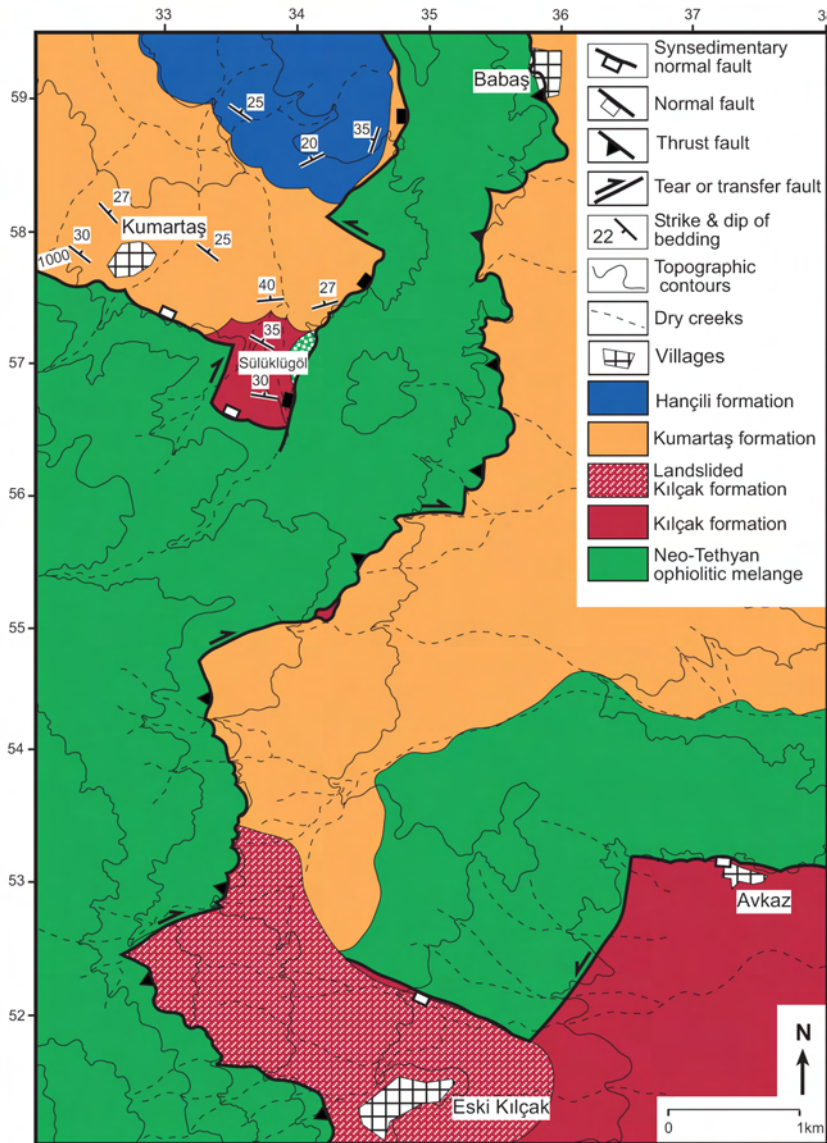 33 34 35 36 37 38
59
58
57
56
55
54
53
52
Babaş
25
35
20
27
Kumartaş
30
25
1000
40
27
35
Sülüklügöl
30
Avkaz
Eski Kılçak
Synsedimentary
normal fault
Normal fault
Thrust fault
Tear or transfer fault
22
Strike & dip of
bedding
Topographic
contours
Dry creeks
Villages
Hançili formation
Kumartaş formation
Landslided
Kılçak formation
Kılçak formation
Neo-Tethyan
ophiolitic melange
N
0 1km